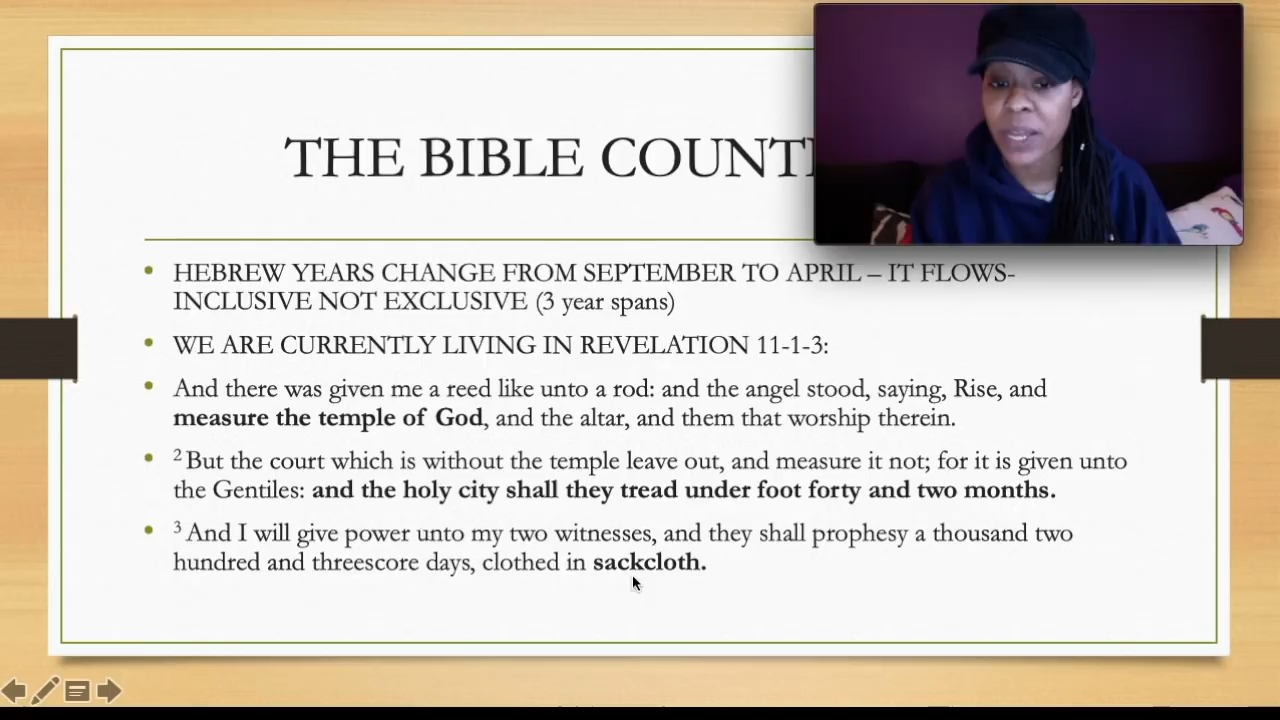 THE BIBLE COUNT
HEBREW YEARS CHANGE FROM SEPTEMBER TO APRIL – IT FLOWS-
INCLUSIVE NOT EXCLUSIVE (3 year spans)
WE ARE CURRENTLY LIVING IN REVELATION 11-1-3:
And there was given me a reed like unto a rod: and the angel stood, saying, Rise, and
measure the temple of God, and the altar, and them that worship therein.
2 But the court which is without the temple leave out, and measure it not; for it is given unto
the Gentiles: and the holy city shall they tread under foot forty and two months.
3 And I will give power unto my two witnesses, and they shall prophesy a thousand two
hundred and threescore days, clothed in sackcloth.